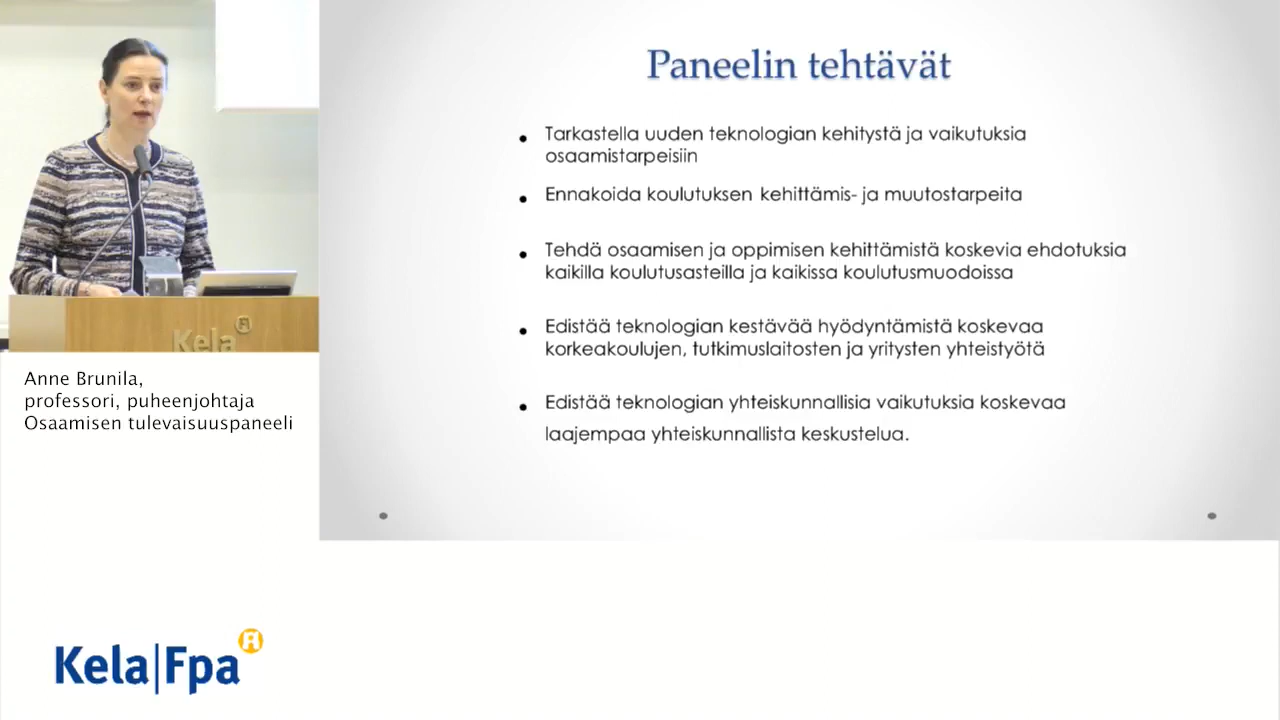 Paneelin tehtävät
• Tarkastella uuden teknologian kehitystä ja vaikutuksia
osaamistarpeisiin
• Ennakoida koulutuksen kehittämis- ja muutostarpeita
• Tehdä osaamisen ja oppimisen kehittämistä koskevia ehdotuksia
kaikilla koulutusasteilla ja kaikissa koulutusmuodoissa
• Edistää teknologian kestävää hyödyntämistä koskevaa
korkeakoulujen, tutkimuslaitosten ja yritysten yhteistyötä
• Edistää teknologian yhteiskunnallisia vaikutuksia koskevaa
laajempaa yhteiskunnallista keskustelua.
Kela
Anne Brunila,
professori, puheenjohtaja
Osaamisen tulevaisuuspaneeli
Kela|Fpa